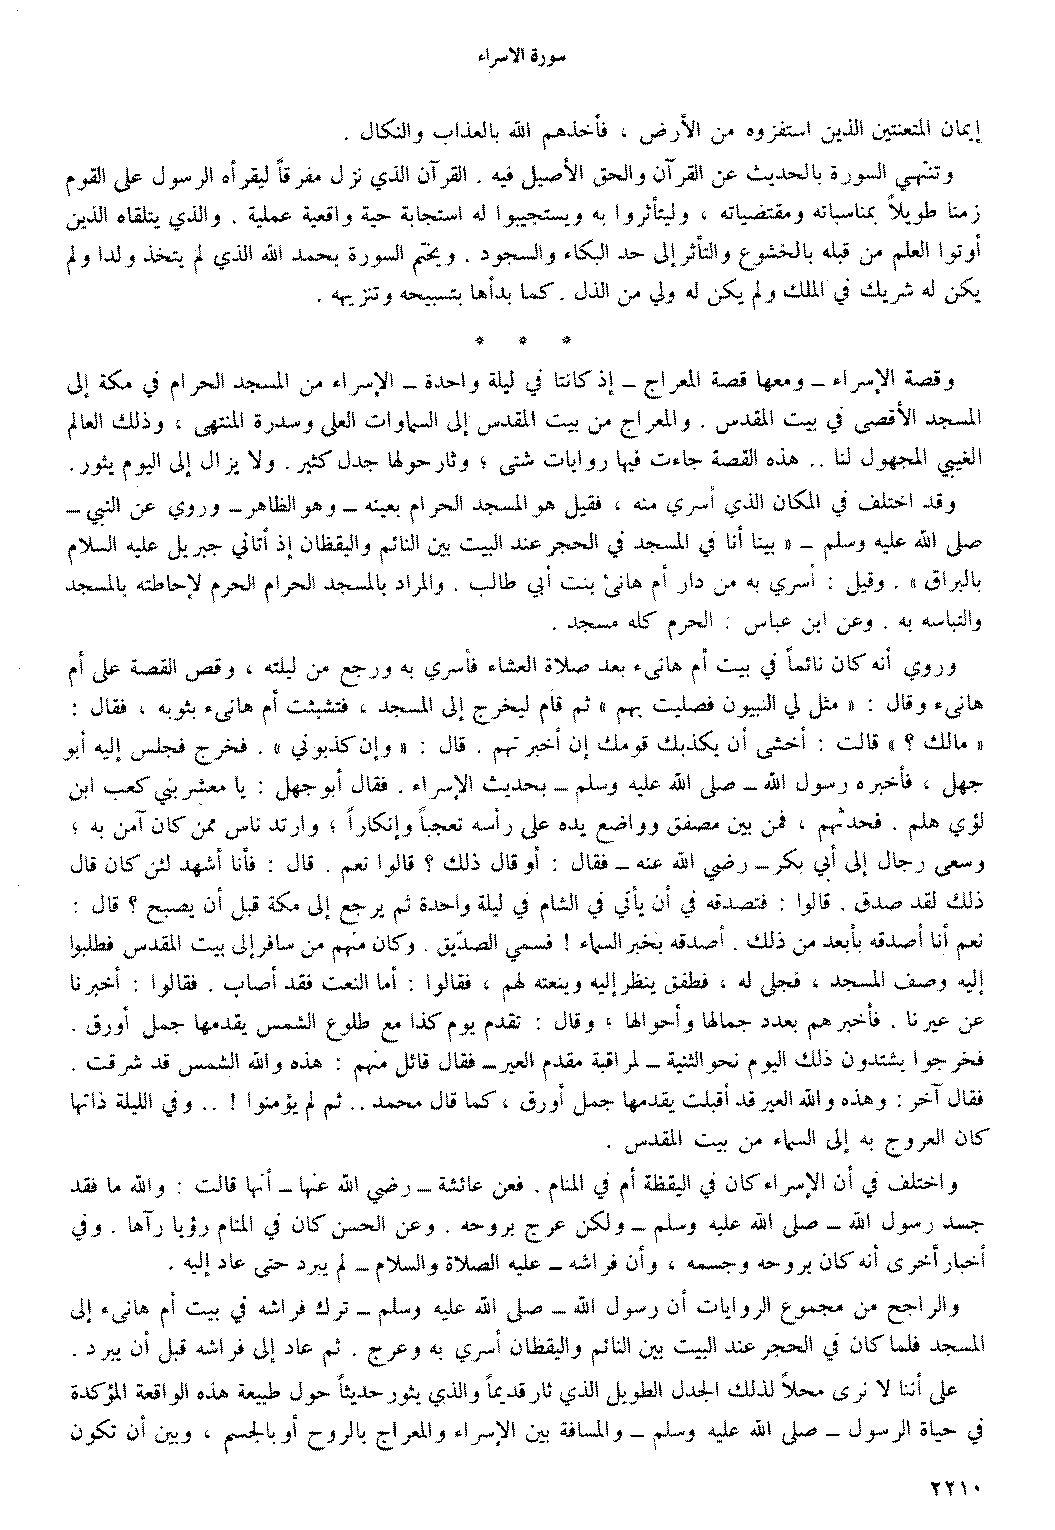 سورة الاسراء
إيمان المتعنتين الذين استفزوه من الأرض ، فأخذهم الله بالعذاب والنكال .
وتنتهي السورة بالحديث عن القرآن والحق الأصيل فيه . القرآن الذي نزل مفرقاً ليقرأه الرسول على القوم
زمنا طويلاً بمناسباته ومقتضياته ، وليتأثروا به ويستجيبوا له استجابة حية واقعية عملية . والذي يتلقاه الذين
أوتوا العلم من قبله بالخشوع والتأثر إلى حد البكاء والسجود . ويختم السورة بحمد الله الذي لم يتخذ ولدا ولم
يكن له شريك في الملك ولم يكن له ولي من الذل . كما بدأها بتسبيحه وتنزيهه .
* * *
وقصة الإسراء – ومعها قصة المعراج – إذ كانتا في ليلة واحدة – الإسراء من المسجد الحرام في مكة إلى
المسجد الأقصى في بيت المقدس . والمعراج من بيت المقدس إلى السماوات العلى وسدرة المنتهى ، وذلك العالم
الغيبي المجهول لنا .. هذه القصة جاءت فيها روايات شتى ؛ وثار حولها جدل كثير . ولا يزال إلى اليوم يثور .
وقد اختلف في المكان الذي أسري منه ، فقيل هو المسجد الحرام بعينه – وهو الظاهر – وروي عن النبي –
صلى الله عليه وسلم – « بينا أنا في المسجد في الحجر عند البيت بين النائم واليقظان إذ أتاني جبريل عليه السلام
بالبراق » . وقيل : أسري به من دار أم هانئ بنت أبي طالب . والمراد بالمسجد الحرام الحرم لإحاطته بالمسجد
والتباسه به . وعن ابن عباس : الحرم كله مسجد .
وروي أنه كان نائماً في بيت أم هانىء بعد صلاة العشاء فأسري به ورجع من ليلته ، وقص القصة على أم
هانىء وقال : « مثل لي النبيون فصليت بهم » ثم قام ليخرج إلى المسجد ، فتشبثت أم هانىء بثوبه ، فقال :
« مالك ؟ » قالت : أخشى أن يكذبك قومك إن أخبرتهم . قال : « وإن كذبوني » . فخرج فجلس إليه أبو
جهل ، فأخبره رسول الله – صلى الله عليه وسلم – بحديث الإسراء . فقال أبو جهل : يا معشر بني كعب ابن
لؤي هلم . فحدثهم ، فمن بين مصفق وواضع يده على رأسه تعجباً وإنكاراً ؛ وارتد ناس ممن كان آمن به ؛
وسعى رجال إلى أبي بكر – رضي الله عنه – فقال : أو قال ذلك ؟ قالوا نعم . قال : فأنا أشهد لئن كان قال
ذلك لقد صدق . قالوا : فتصدقه في أن يأتي في الشام في ليلة واحدة ثم يرجع إلى مكة قبل أن يصبح ؟ قال :
نعم أنا أصدقه بأبعد من ذلك . أصدقه بخبر السماء ! فسمي الصدّيق . وكان منهم من سافر إلى بيت المقدس فطلبوا
إليه وصف المسجد ، فجلى له ، فطفق ينظر إليه وينعته لهم ، فقالوا : أما النعت فقد أصاب . فقالوا : أخبرنا
عن عيرنا . فأخبرهم بعدد جمالها وأحوالها ؛ وقال : تقدم يوم كذا مع طلوع الشمس يقدمها جمل أورق .
فخرجوا يشتدون ذلك اليوم نحو الثنية – لمراقبة مقدم العير – فقال قائل منهم : هذه والله الشمس قد شرقت .
فقال آخر : وهذه والله العير قد أقبلت يقدمها جمل أورق ، كما قال محمد .. ثم لم يؤمنوا ! .. وفي الليلة ذاتها
كان العروج به إلى السماء من بيت المقدس .
واختلف في أن الإسراء كان في اليقظة أم في المنام . فعن عائشة – رضي الله عنها – أنها قالت : والله ما فقد
جسد رسول الله – صلى الله عليه وسلم – ولكن عرج بروحه . وعن الحسن كان في المنام رؤيا رآها . وفي
أخبار أخرى أنه كان بروحه وجسمه ، وأن فراشه – عليه الصلاة والسلام – لم يبرد حتى عاد إليه .
والراجح من مجموع الروايات أن رسول الله – صلى الله عليه وسلم – ترك فراشه في بيت أم هانىء إلى
المسجد فلما كان في الحجر عند البيت بين النائم واليقظان أسري به وعرج . ثم عاد إلى فراشه قبل أن يبرد .
على أننا لا نرى محلاً لذلك الجدل الطويل الذي ثار قديماً والذي يثور حديثاً حول طبيعة هذه الواقعة المؤكدة
في حياة الرسول – صلى الله عليه وسلم – والمسافة بين الإسراء والمعراج بالروح أو بالجسم ، وبين أن تكون
٢٢١٠